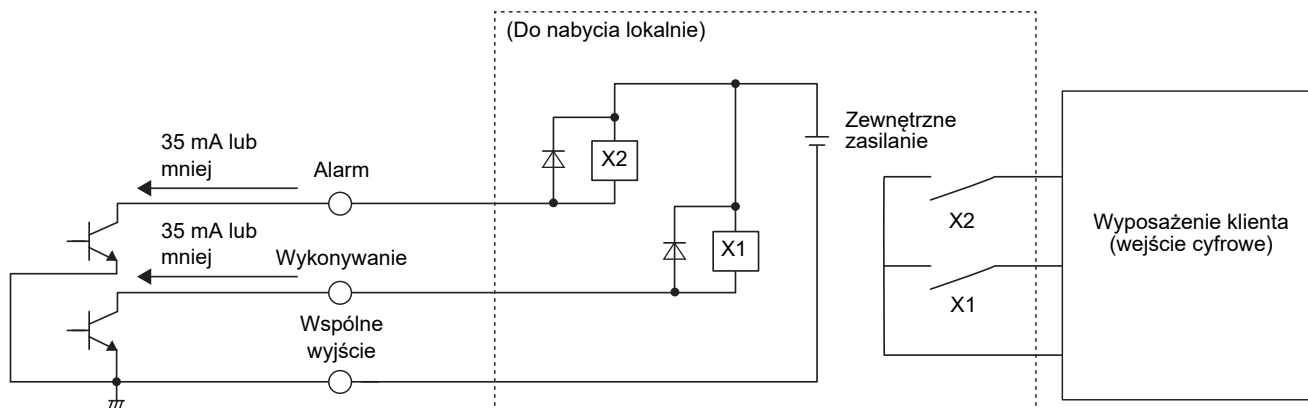 (Do nabycia lokalnie)
35 mA lub
mniej
Alarm
X2
Zewnętrzne
zasilanie
35 mA lub
mniej
Wykonywanie
X1
Wspólne
wyjście
X2
X1
Wyposażenie klienta
(wejście cyfrowe)